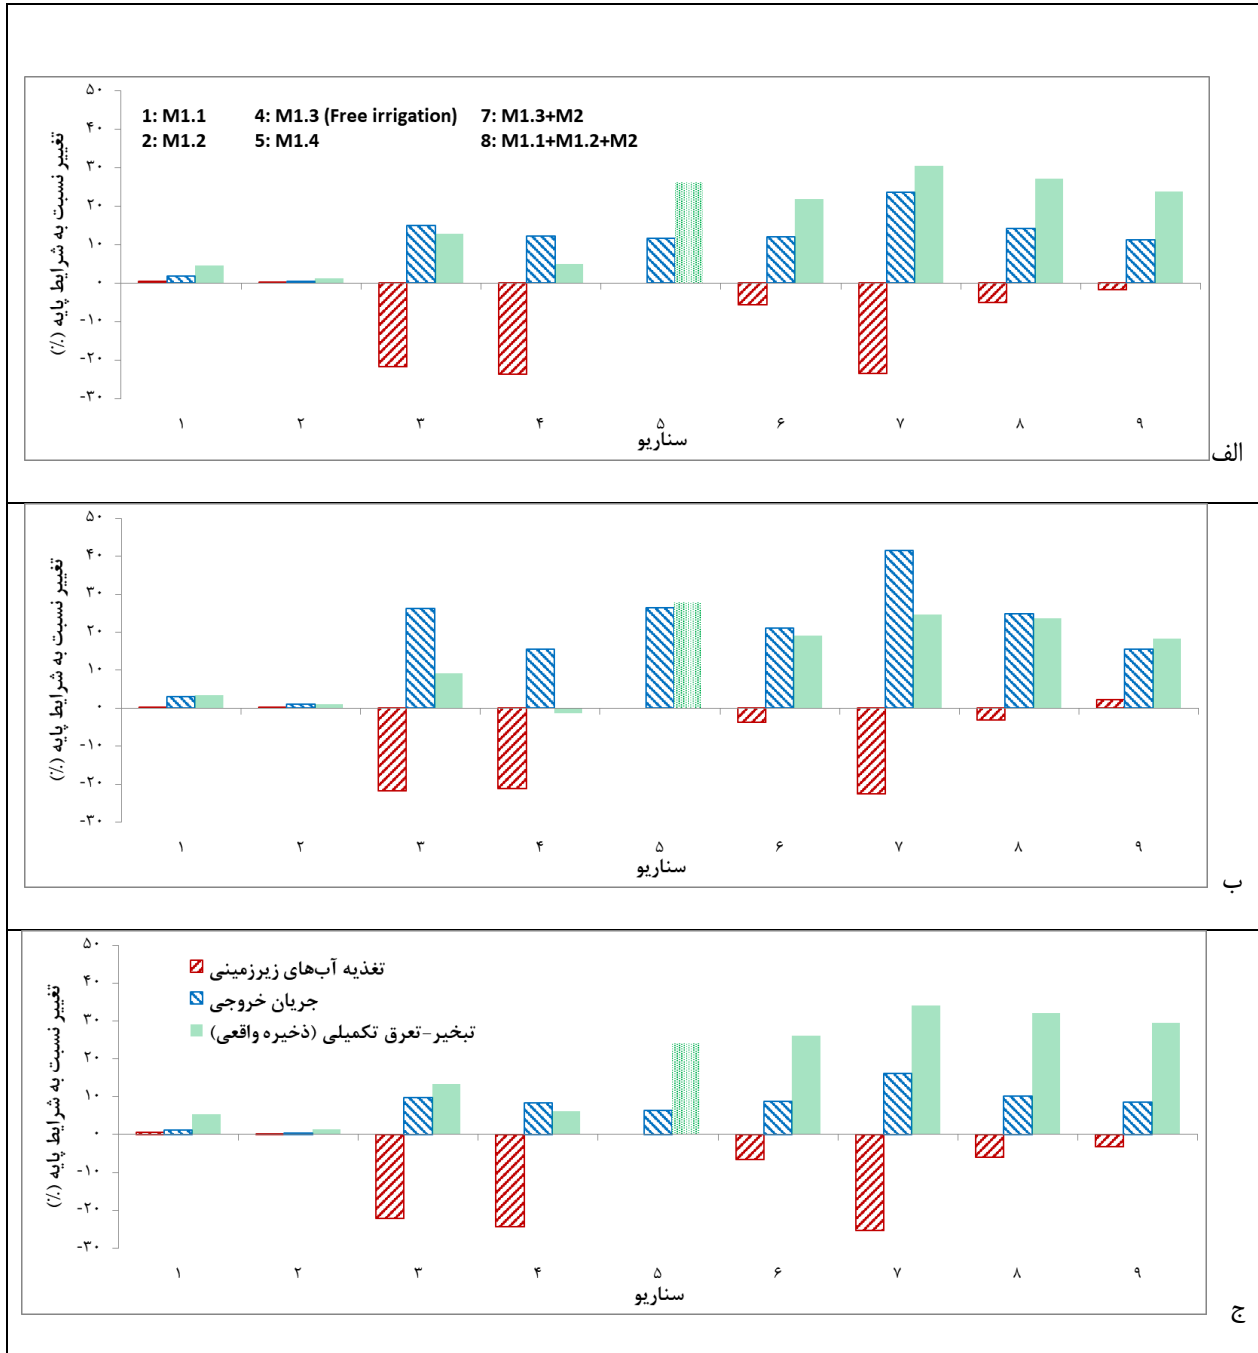 ۵۰
۴۰
۳۰
۲۰
۱۰
۰
-۱۰
-۲۰
-۳۰
تغییر نسبت به شرایط پایه (٪)
1: M1.1 4: M1.3 (Free irrigation) 7: M1.3+M2
2: M1.2 5: M1.4 8: M1.1+M1.2+M2
۱ ۲ ۳ ۴ ۵ ۶ ۷ ۸ ۹
سناریو
الف
۵۰
۴۰
۳۰
۲۰
۱۰
۰
-۱۰
-۲۰
-۳۰
تغییر نسبت به شرایط پایه (٪)
۱ ۲ ۳ ۴ ۵ ۶ ۷ ۸ ۹
سناریو
ب
۵۰
۴۰
۳۰
۲۰
۱۰
۰
-۱۰
-۲۰
-۳۰
تغییر نسبت به شرایط پایه (٪)
تغذیه آب‌های زیرزمینی
جریان خروجی
تبخیر-تعرق تکمیلی (ذخیره واقعی)
۱ ۲ ۳ ۴ ۵ ۶ ۷ ۸ ۹
سناریو
ج